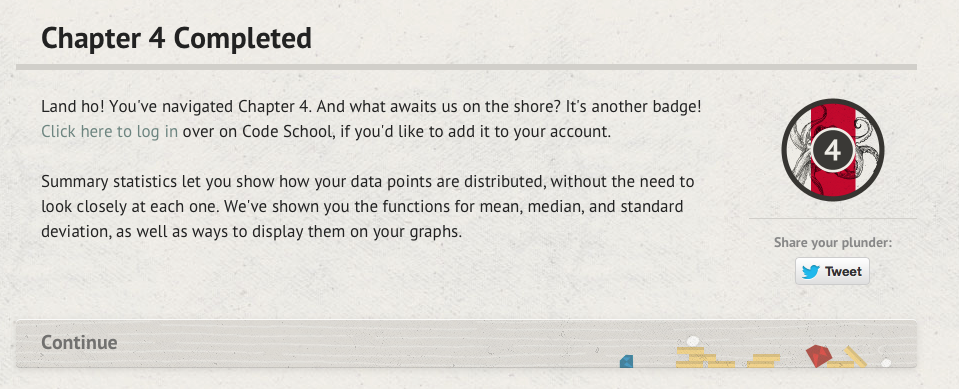 Chapter 4 Completed
Land ho! You've navigated Chapter 4. And what awaits us on the shore? It's another badge!
Click here to log in over on Code School, if you'd like to add it to your account.
4
Summary statistics let you show how your data points are distributed, without the need to
look closely at each one. We've shown you the functions for mean, median, and standard
deviation, as well as ways to display them on your graphs.
Share your plunder:
Tweet
Continue